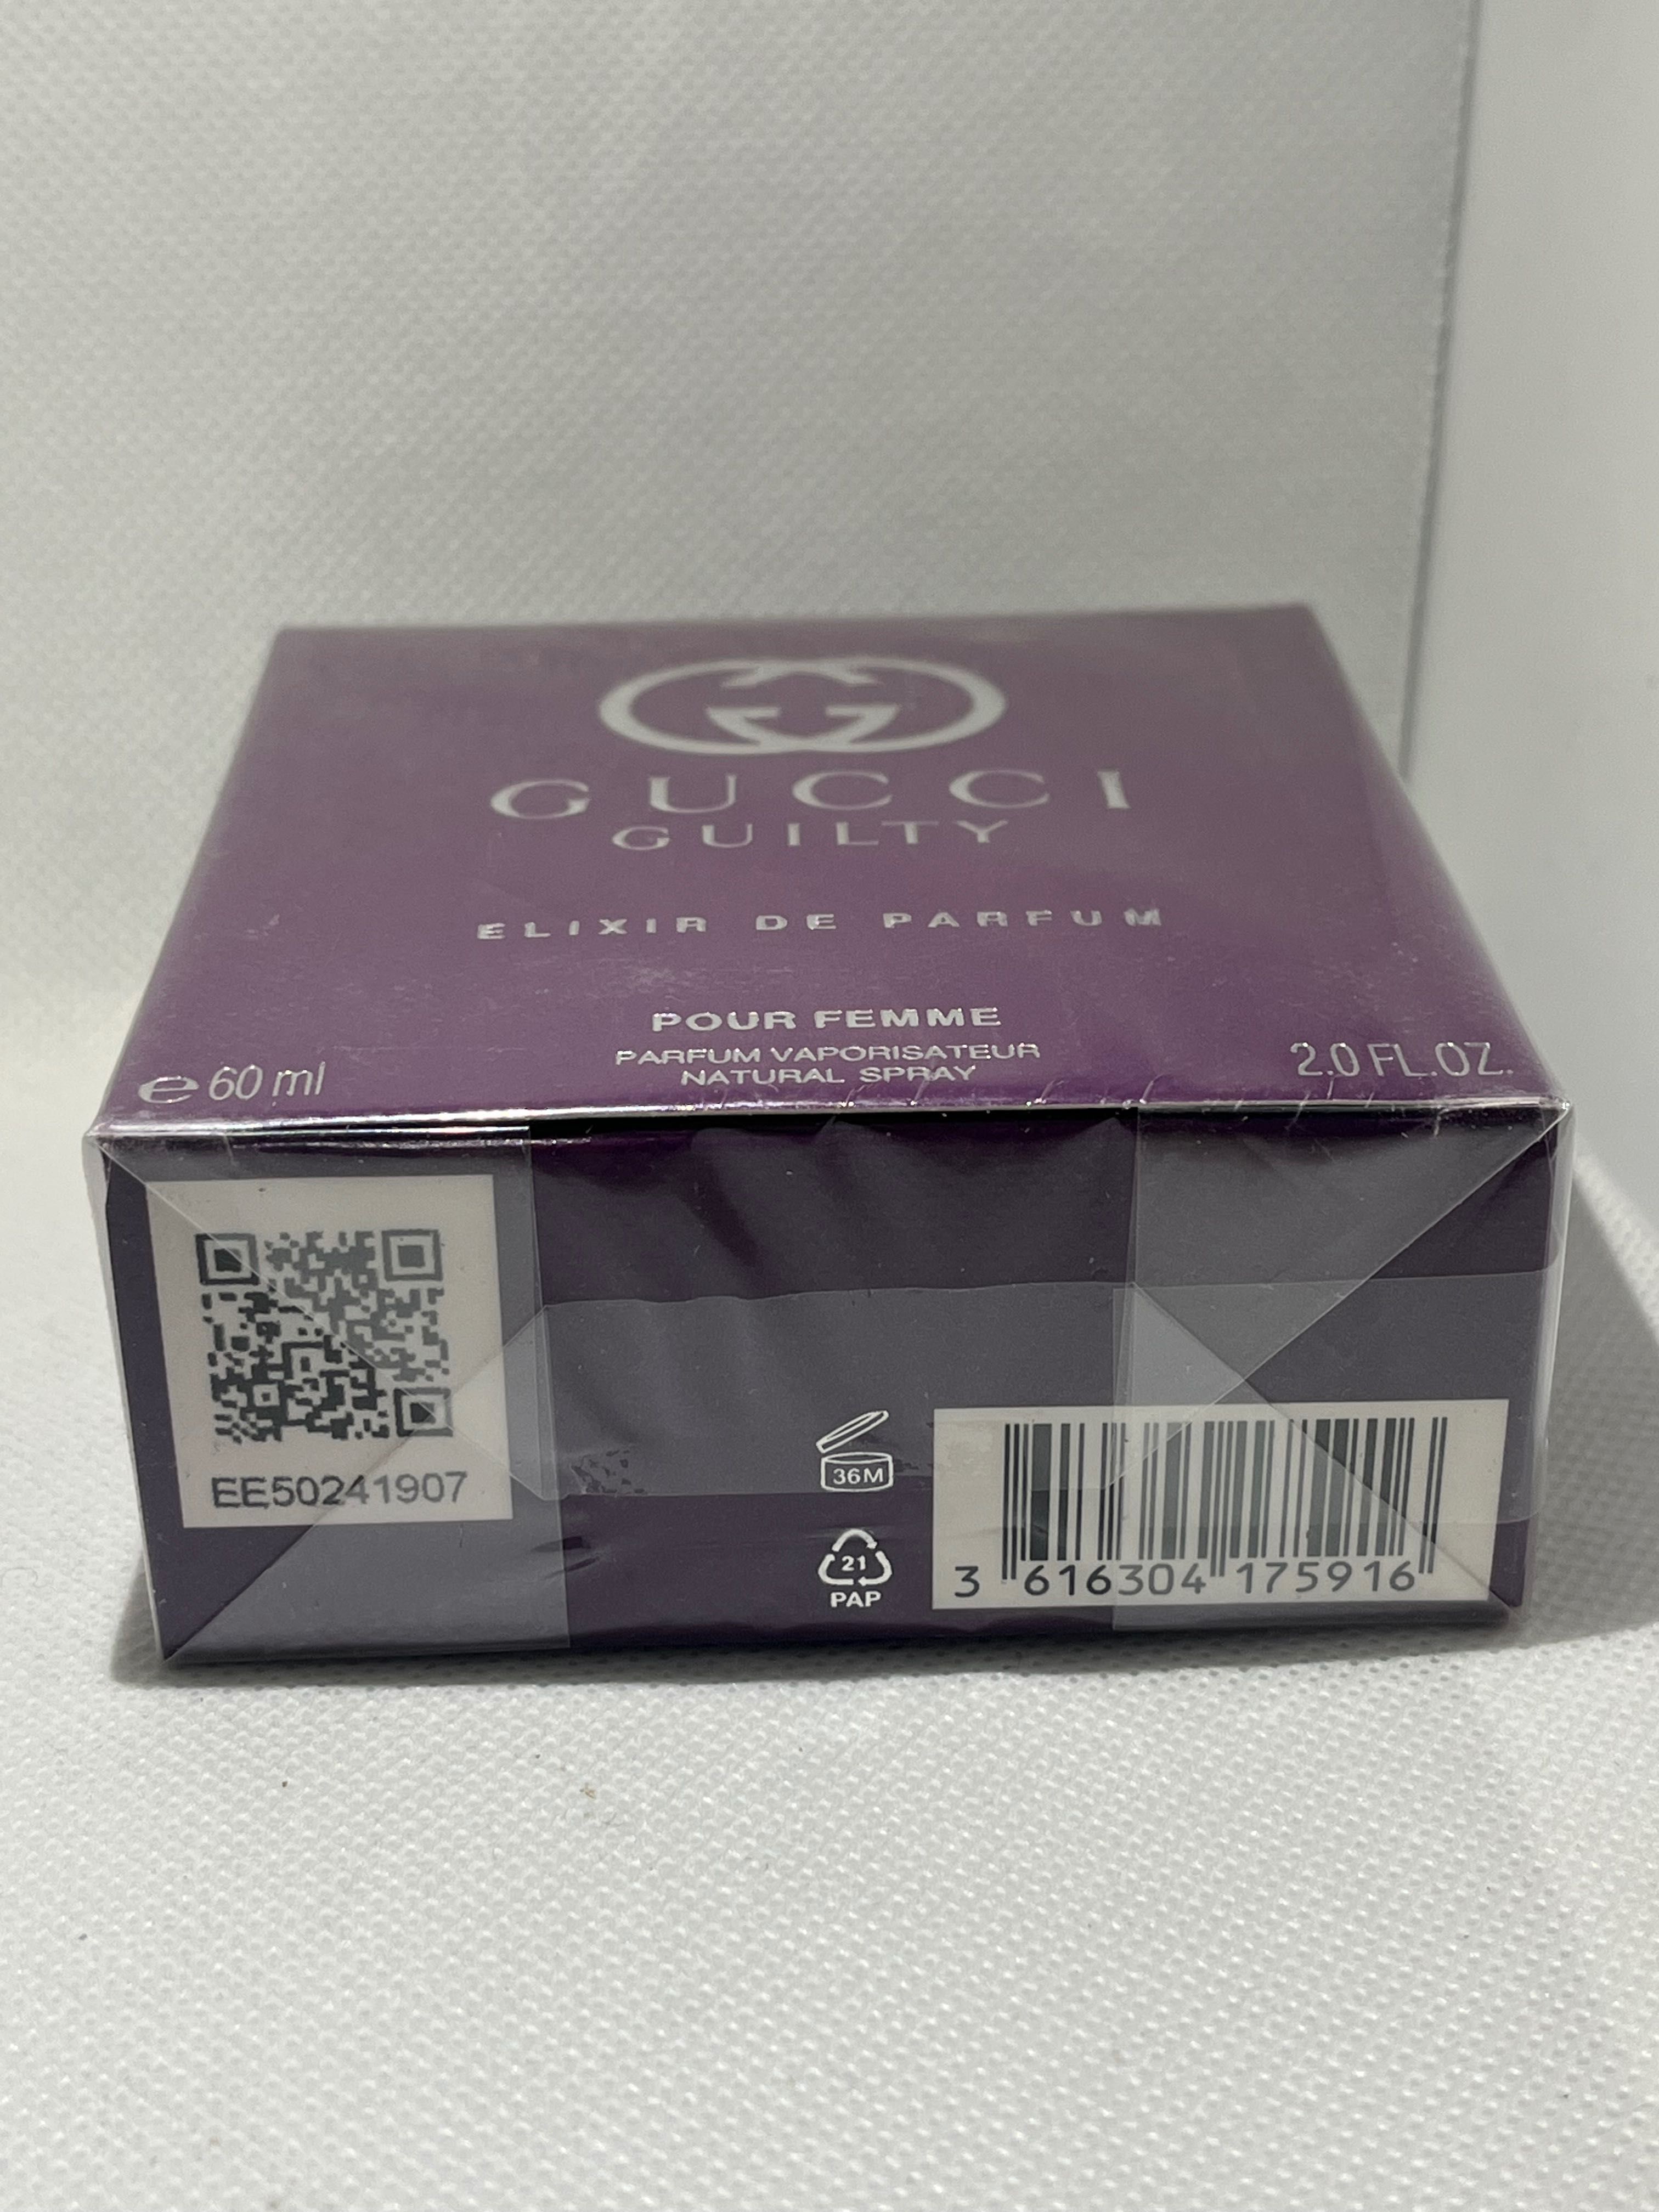 GUCCI
GUILTY
ELIXIR DE PARFUM
POUR FEMME
PARFUM VAPORISATEUR
NATURAL SPRAY
℮ 60 ml
2.0 FL.OZ.
EE50241907
36M
21
PAP
3 616304 175916